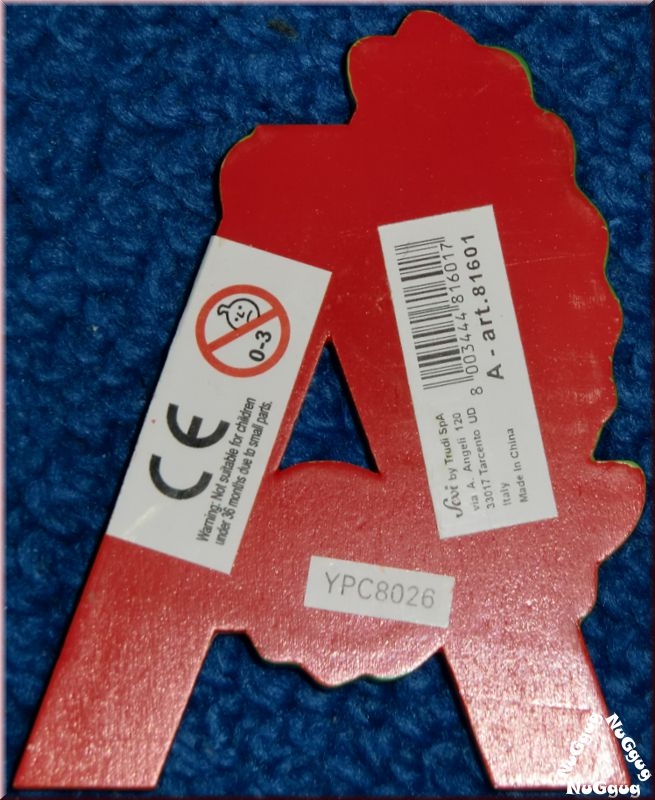 0-3
CE
Warning: Not suitable for children
under 36 months due to small parts.
8 003444 816017
A - art.81601
Sevi by Trudi SpA
via A. Angeli 120
33017 Tarcento UD
Italy
Made In China
YPC8026
NuGgug
NuGgug
NuGgug